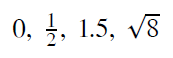 0, 1/2, 1.5, √8